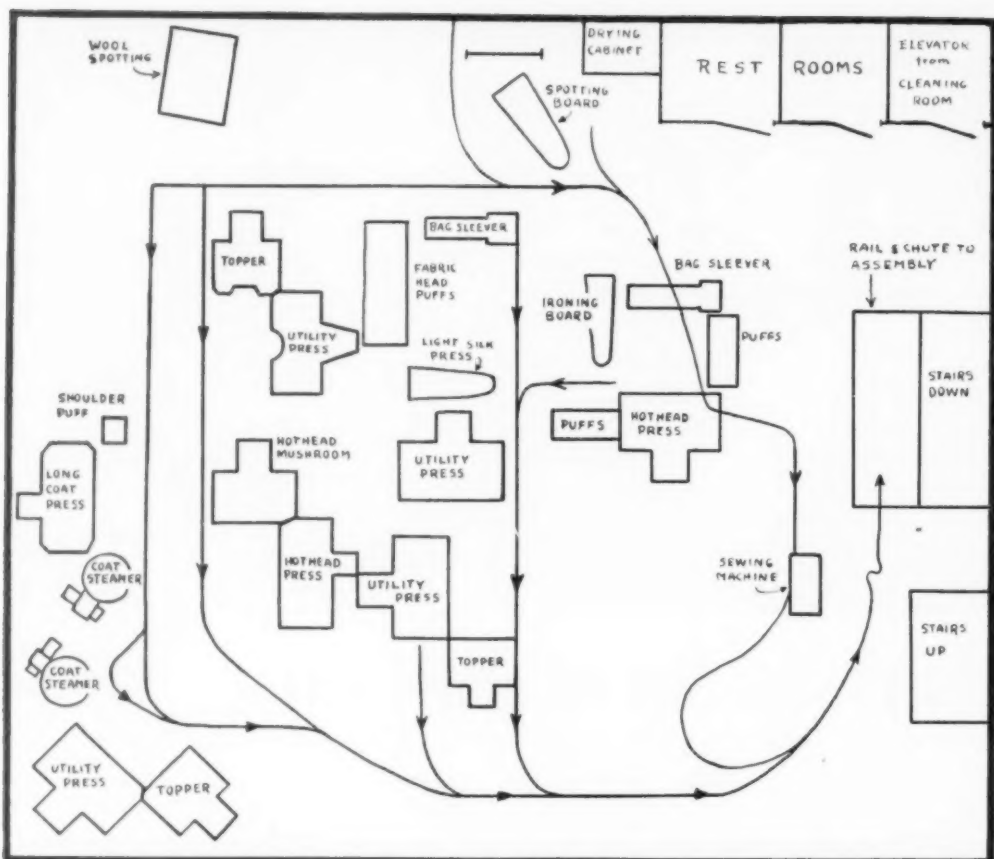 WOOL
SPOTTING
DRYING
CABINET
REST ROOMS
ELEVATOR
from
CLEANING
ROOM
SPOTTING
BOARD
TOPPER
UTILITY
PRESS
FABRIC
HEAD
PUFFS
BAG SLEEVER
LIGHT SILK
PRESS
IRONING
BOARD
BAG SLEEVER
PUFFS
RAIL & CHUTE TO
ASSEMBLY
STAIRS
DOWN
SHOULDER
PUFF
LONG
COAT
PRESS
HOTHEAD
MUSHROOM
UTILITY
PRESS
PUFFS
HOTHEAD
PRESS
COAT
STEAMER
HOTHEAD
PRESS
UTILITY
PRESS
SEWING
MACHINE
STAIRS
UP
COAT
STEAMER
TOPPER
UTILITY
PRESS
TOPPER